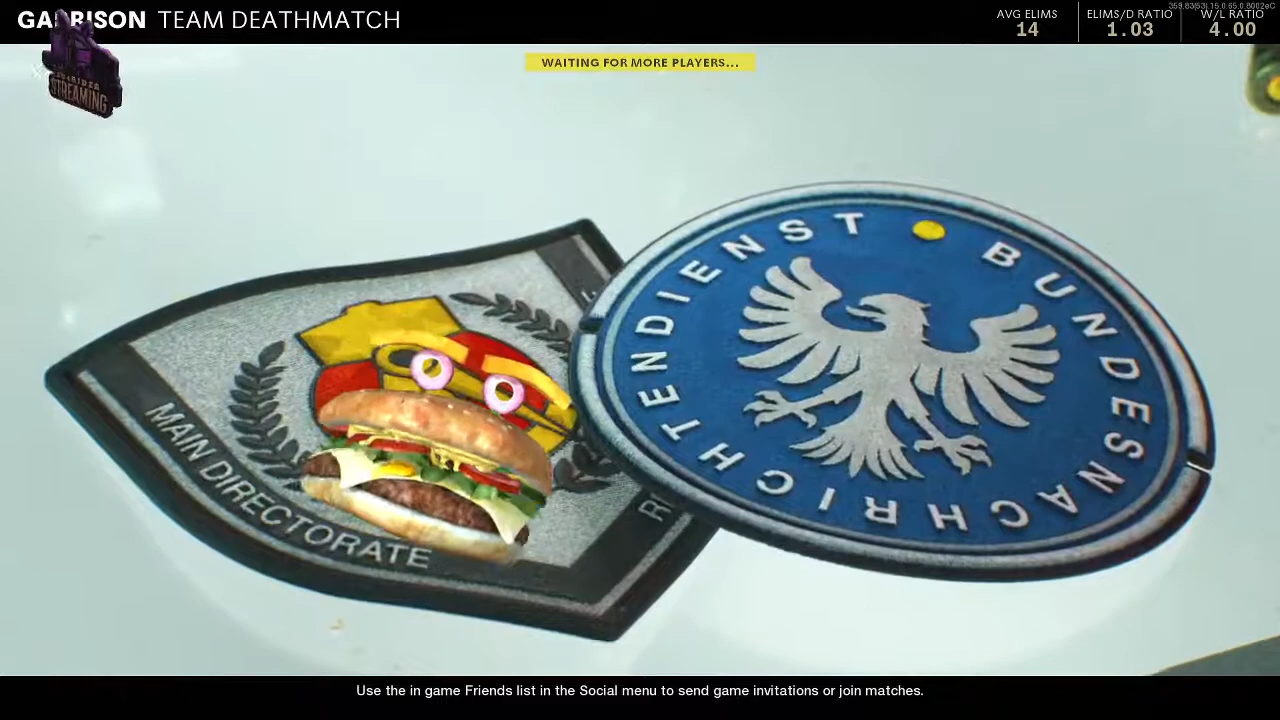 GARRISON TEAM DEATHMATCH
AVG ELIMS
14
ELIMS/D RATIO
1.03
W/L RATIO
4.00
STREAMING
WAITING FOR MORE PLAYERS...
BUNDESNACHRICHTENDIENST
MAIN DIRECTORATE
Use the in game Friends list in the Social menu to send game invitations or join matches.